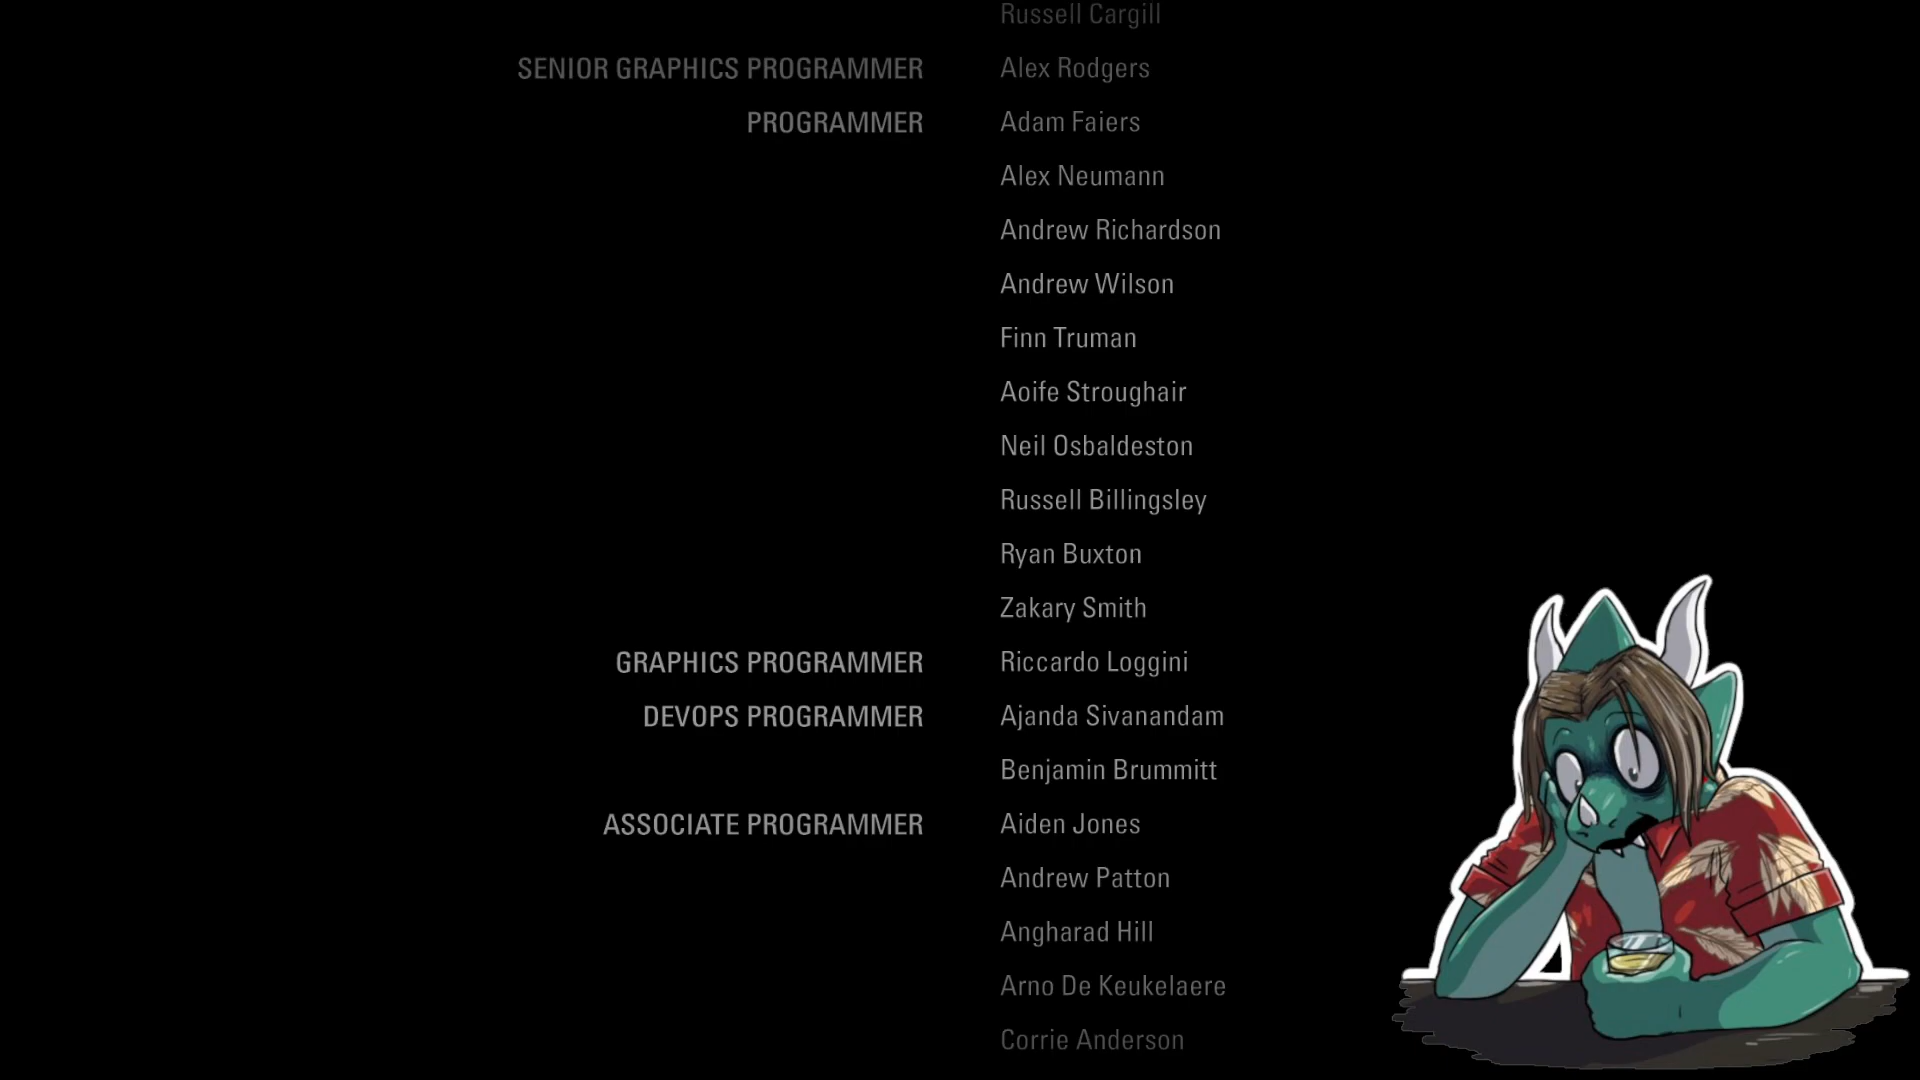 Russell Cargill
SENIOR GRAPHICS PROGRAMMER Alex Rodgers
PROGRAMMER Adam Faiers
Alex Neumann
Andrew Richardson
Andrew Wilson
Finn Truman
Aoife Stroughair
Neil Osbaldeston
Russell Billingsley
Ryan Buxton
Zakary Smith
GRAPHICS PROGRAMMER Riccardo Loggini
DEVOPS PROGRAMMER Ajanda Sivanandam
Benjamin Brummitt
ASSOCIATE PROGRAMMER Aiden Jones
Andrew Patton
Angharad Hill
Arno De Keukelaere
Corrie Anderson